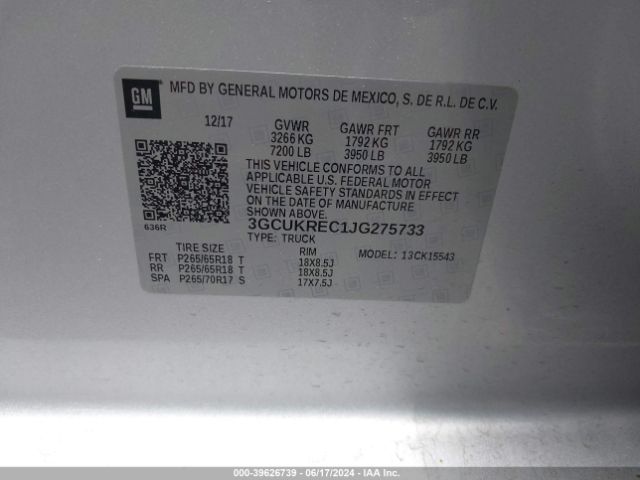 GM
MFD BY GENERAL MOTORS DE MEXICO, S. DE R.L. DE C.V.
12/17 GVWR GAWR FRT GAWR RR
3266 KG 1792 KG 1792 KG
7200 LB 3950 LB 3950 LB
THIS VEHICLE CONFORMS TO ALL
APPLICABLE U.S. FEDERAL MOTOR
VEHICLE SAFETY STANDARDS IN EFFECT
ON THE DATE OF MANUFACTURE
SHOWN ABOVE.
636R 3GCUKREC1JG275733
TYPE: TRUCK MODEL: 13CK15543
TIRE SIZE RIM
FRT P265/65R18 T 18X8.5J
RR P265/65R18 T 18X8.5J
SPA P265/70R17 S 17X7.5J
000-39626739 - 06/17/2024 - IAA Inc.